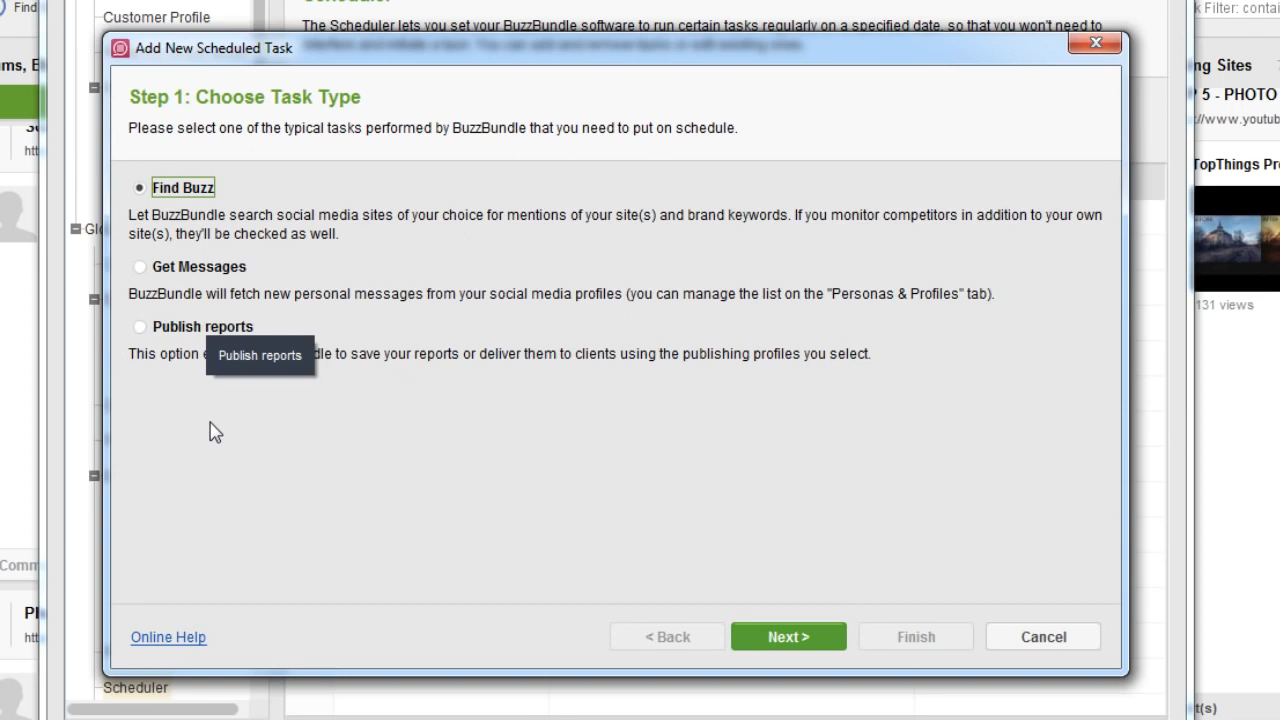 Find
Customer Profile
The Scheduler lets you set your BuzzBundle software to run certain tasks regularly on a specified date, so that you won't need to
Filter: contai
Add New Scheduled Task
ng Sites
Step 1: Choose Task Type
5 - PHOTO
Please select one of the typical tasks performed by BuzzBundle that you need to put on schedule.
//www.youtub
TopThings Pr
Find Buzz
Let BuzzBundle search social media sites of your choice for mentions of your site(s) and brand keywords. If you monitor competitors in addition to your own
site(s), they'll be checked as well.
Get Messages
BuzzBundle will fetch new personal messages from your social media profiles (you can manage the list on the "Personas & Profiles" tab).
131 views
Publish reports
Publish reports
This option dle to save your reports or deliver them to clients using the publishing profiles you select.
Comm
Online Help
< Back
Next >
Finish
Cancel
Scheduler
t(s)